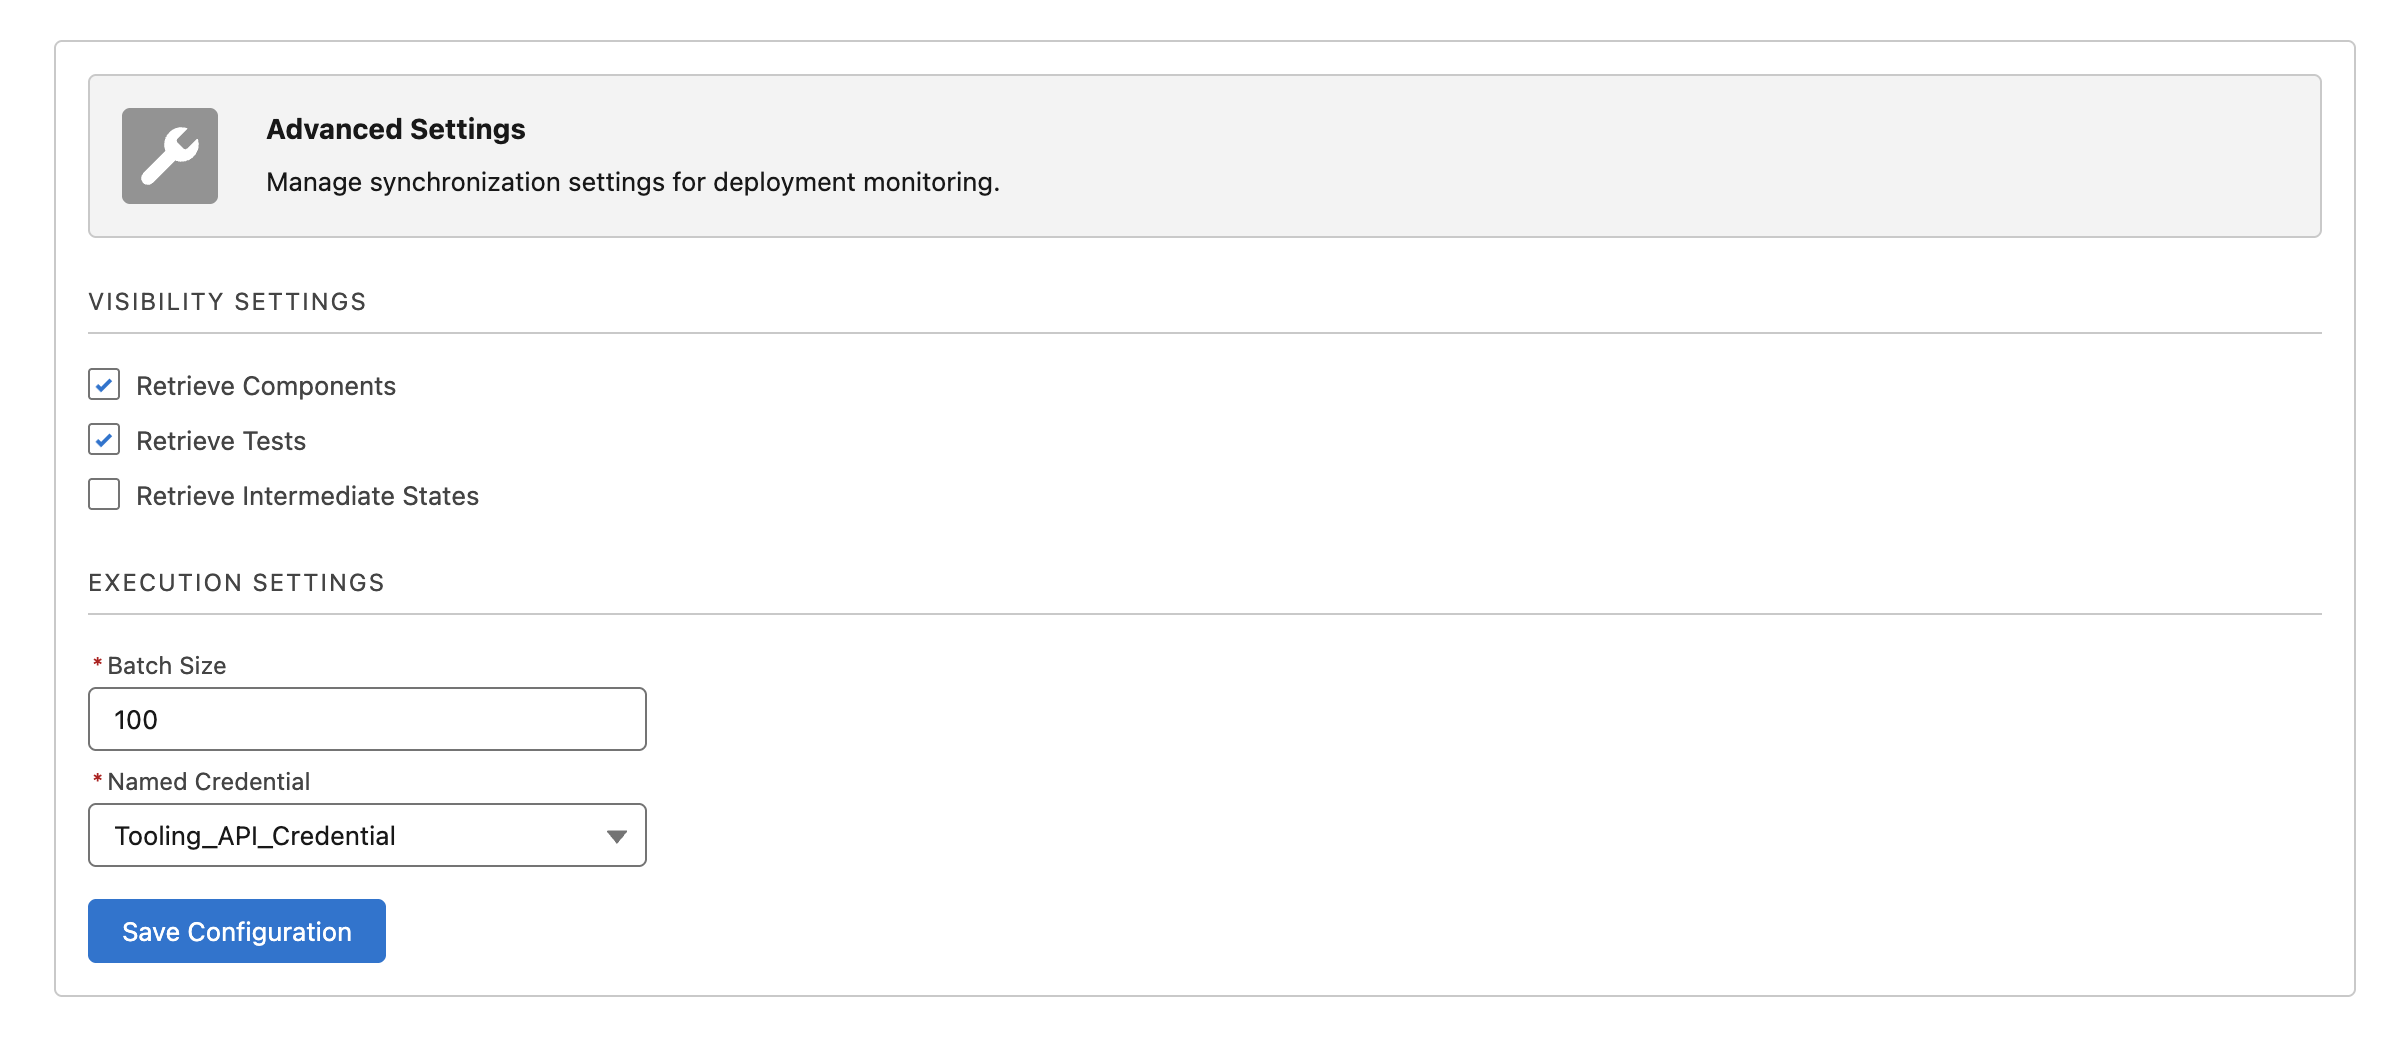 Advanced Settings
Manage synchronization settings for deployment monitoring.
VISIBILITY SETTINGS
Retrieve Components
Retrieve Tests
Retrieve Intermediate States
EXECUTION SETTINGS
* Batch Size
100
* Named Credential
Tooling_API_Credential
Save Configuration